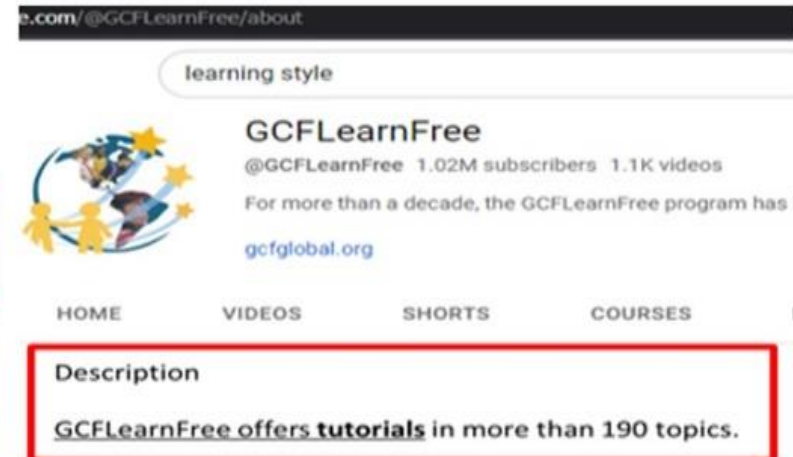 e.com/@GCFLearnFree/about
learning style
GCFLearnFree
@GCFLearnFree 1.02M subscribers 1.1K videos
For more than a decade, the GCFLearnFree program has
gcfglobal.org
HOME VIDEOS SHORTS COURSES
Description
GCFLearnFree offers tutorials in more than 190 topics.